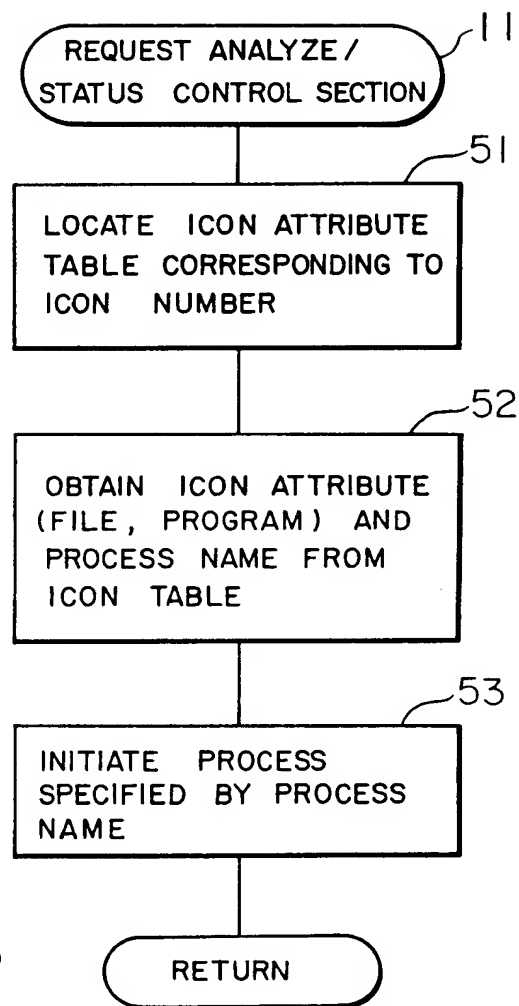 REQUEST ANALYZE/
STATUS CONTROL SECTION
11
51
LOCATE ICON ATTRIBUTE
TABLE CORRESPONDING TO
ICON NUMBER
52
OBTAIN ICON ATTRIBUTE
(FILE, PROGRAM) AND
PROCESS NAME FROM
ICON TABLE
53
INITIATE PROCESS
SPECIFIED BY PROCESS
NAME
RETURN